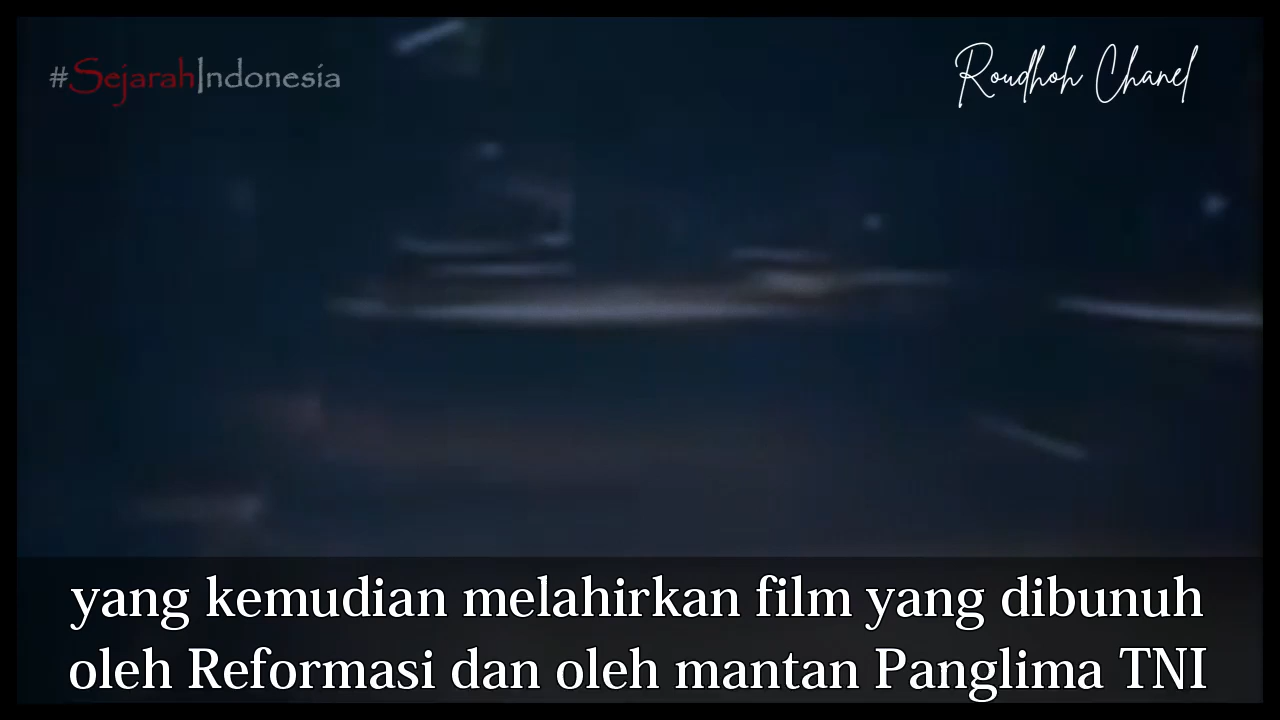 #SejarahIndonesia
Roudhoh Chanel
yang kemudian melahirkan film yang dibunuh
oleh Reformasi dan oleh mantan Panglima TNI